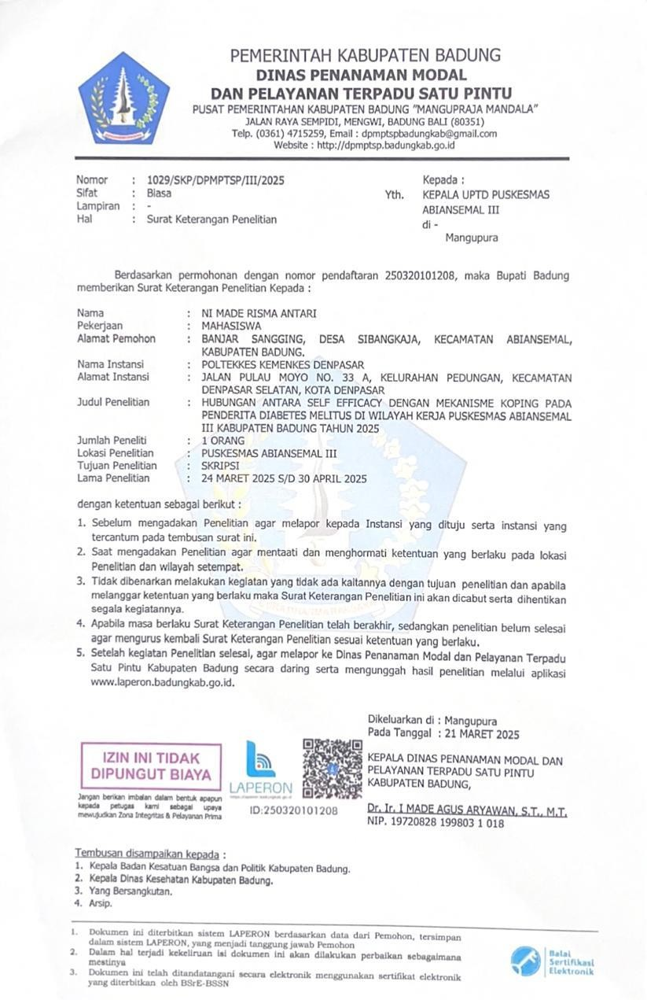 PEMERINTAH KABUPATEN BADUNG
DINAS PENANAMAN MODAL
DAN PELAYANAN TERPADU SATU PINTU
PUSAT PEMERINTAHAN KABUPATEN BADUNG "MANGUPRAJA MANDALA"
JALAN RAYA SEMPIDI, MENGWI, BADUNG BALI (80351)
Telp. (0361) 4715259, Email : dpmptspbadungkab@gmail.com
Website : http://dpmptsp.badungkab.go.id
Nomor : 1029/SKP/DPMPTSP/III/2025
Sifat : Biasa
Lampiran : -
Hal : Surat Keterangan Penelitian
Kepada :
Yth. KEPALA UPTD PUSKESMAS
ABIANSEMAL III
di -
Mangupura
Berdasarkan permohonan dengan nomor pendaftaran 250320101208, maka Bupati Badung
memberikan Surat Keterangan Penelitian Kepada :
Nama : NI MADE RISMA ANTARI
Pekerjaan : MAHASISWA
Alamat Pemohon : BANJAR SANGGING, DESA SIBANGKAJA, KECAMATAN ABIANSEMAL,
KABUPATEN BADUNG.
Nama Instansi : POLTEKKES KEMENKES DENPASAR
Alamat Instansi : JALAN PULAU MOYO NO. 33 A, KELURAHAN PEDUNGAN, KECAMATAN
DENPASAR SELATAN, KOTA DENPASAR
Judul Penelitian : HUBUNGAN ANTARA SELF EFFICACY DENGAN MEKANISME KOPING PADA
PENDERITA DIABETES MELITUS DI WILAYAH KERJA PUSKESMAS ABIANSEMAL
III KABUPATEN BADUNG TAHUN 2025
Jumlah Peneliti : 1 ORANG
Lokasi Penelitian : PUSKESMAS ABIANSEMAL III
Tujuan Penelitian : SKRIPSI
Lama Penelitian : 24 MARET 2025 S/D 30 APRIL 2025
dengan ketentuan sebagai berikut :
1. Sebelum mengadakan Penelitian agar melapor kepada Instansi yang dituju serta instansi yang
tercantum pada tembusan surat ini.
2. Saat mengadakan Penelitian agar mentaati dan menghormati ketentuan yang berlaku pada lokasi
Penelitian dan wilayah setempat.
3. Tidak dibenarkan melakukan kegiatan yang tidak ada kaitannya dengan tujuan penelitian dan apabila
melanggar ketentuan yang berlaku maka Surat Keterangan Penelitian ini akan dicabut serta dihentikan
segala kegiatannya.
4. Apabila masa berlaku Surat Keterangan Penelitian telah berakhir, sedangkan penelitian belum selesai
agar mengurus kembali Surat Keterangan Penelitian sesuai ketentuan yang berlaku.
5. Setelah kegiatan Penelitian selesai, agar melapor ke Dinas Penanaman Modal dan Pelayanan Terpadu
Satu Pintu Kabupaten Badung secara daring serta mengunggah hasil penelitian melalui aplikasi
www.laperon.badungkab.go.id.
Dikeluarkan di : Mangupura
Pada Tanggal : 21 MARET 2025
KEPALA DINAS PENANAMAN MODAL DAN
PELAYANAN TERPADU SATU PINTU
KABUPATEN BADUNG,
Dr. Ir. I MADE AGUS ARYAWAN, S.T., M.T.
NIP. 19720828 199803 1 018
IZIN INI TIDAK
DIPUNGUT BIAYA
Jangan berikan imbalan dalam bentuk apapun
kepada petugas kami sebagai upaya
mewujudkan Zona Integritas & Pelayanan Prima
LAPERON
https://laperon.badungkab.go.id
ID:250320101208
Tembusan disampaikan kepada :
1. Kepala Badan Kesatuan Bangsa dan Politik Kabupaten Badung.
2. Kepala Dinas Kesehatan Kabupaten Badung.
3. Yang Bersangkutan.
4. Arsip.
1. Dokumen ini diterbitkan sistem LAPERON berdasarkan data dari Pemohon, tersimpan
dalam sistem LAPERON, yang menjadi tanggung jawab Pemohon
2. Dalam hal terjadi kekeliruan isi dokumen ini akan dilakukan perbaikan sebagaimana
mestinya
3. Dokumen ini telah ditandatangani secara elektronik menggunakan sertifikat elektronik
yang diterbitkan oleh BSrE-BSSN
Balai
Sertifikasi
Elektronik